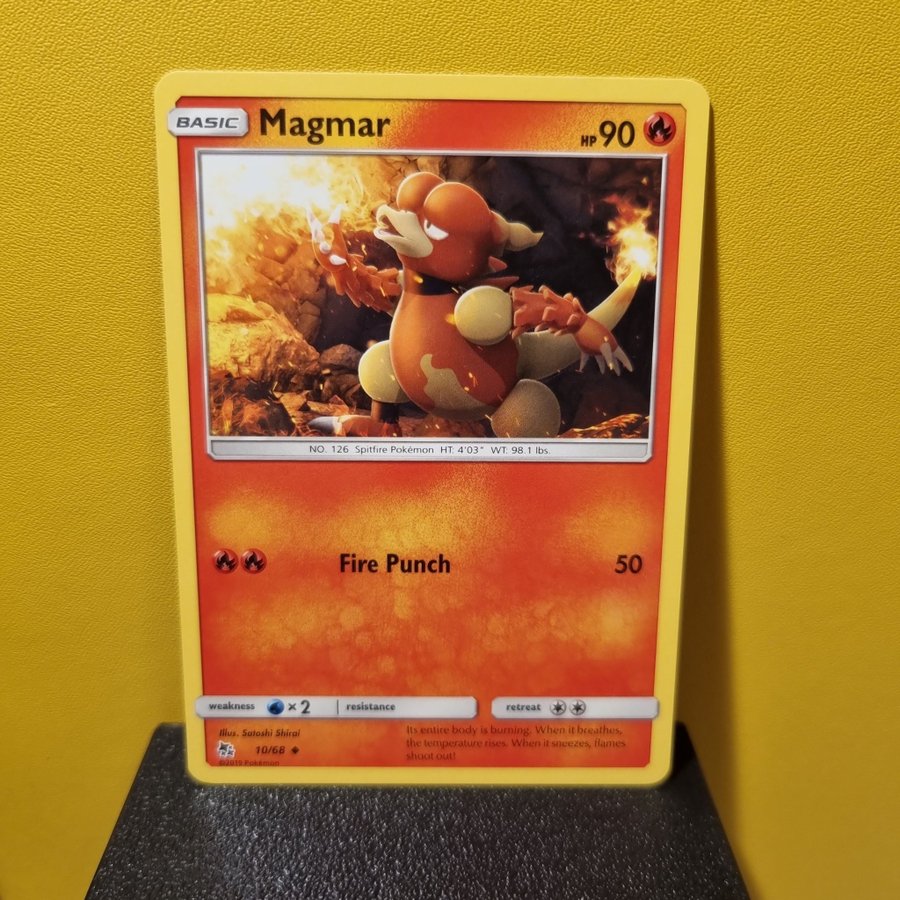 BASIC Magmar HP 90
NO. 126 Spitfire Pokémon HT: 4'03" WT: 98.1 lbs.
Fire Punch 50
weakness × 2 resistance retreat
Illus. Satoshi Shirai
10/68
©2019 Pokémon
Its entire body is burning. When it breathes,
the temperature rises. When it sneezes, flames
shoot out!